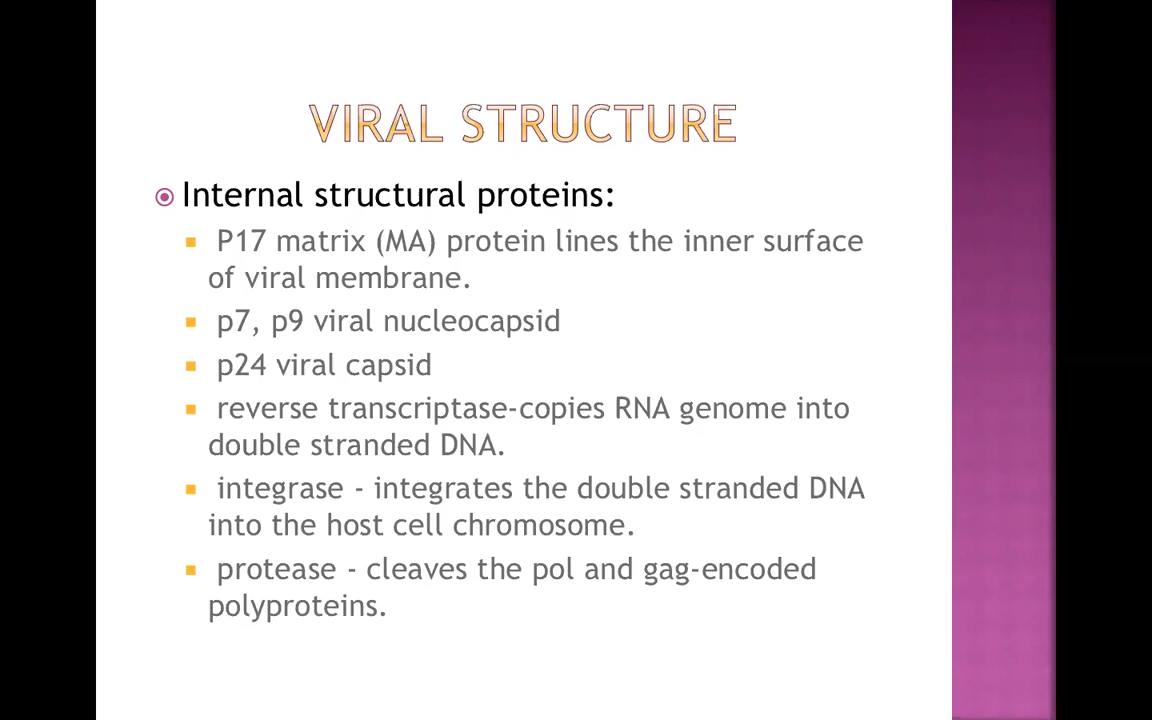 VIRAL STRUCTURE
Internal structural proteins:
P17 matrix (MA) protein lines the inner surface
of viral membrane.
p7, p9 viral nucleocapsid
p24 viral capsid
reverse transcriptase-copies RNA genome into
double stranded DNA.
integrase - integrates the double stranded DNA
into the host cell chromosome.
protease - cleaves the pol and gag-encoded
polyproteins.